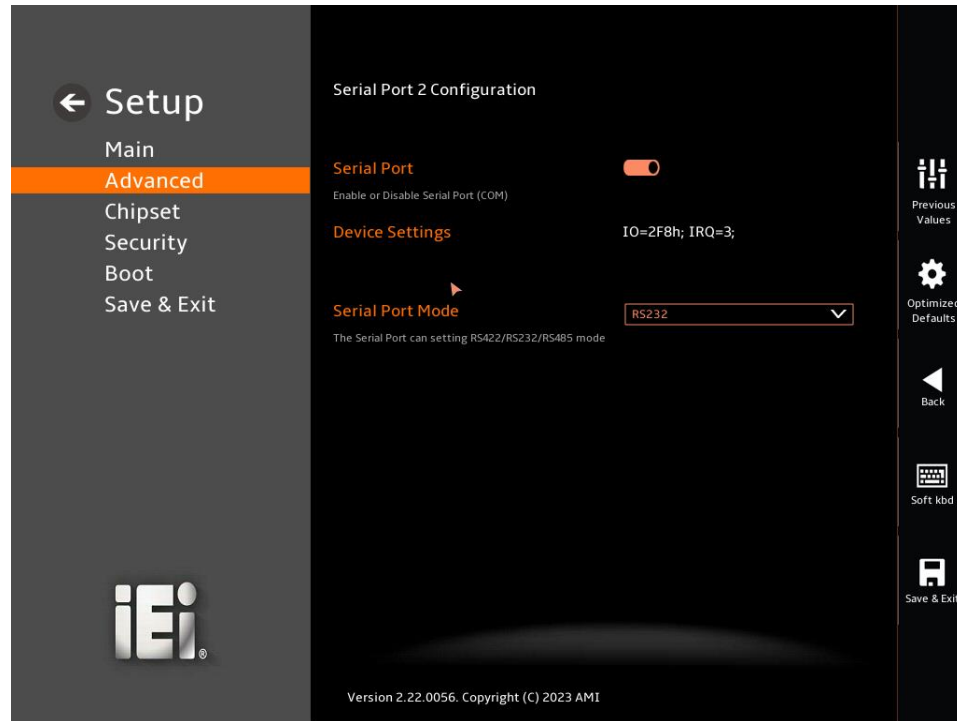 Setup
Main
Advanced
Chipset
Security
Boot
Save & Exit
iEi®
Serial Port 2 Configuration
Serial Port
Enable or Disable Serial Port (COM)
Device Settings IO=2F8h; IRQ=3;
Serial Port Mode RS232
The Serial Port can setting RS422/RS232/RS485 mode
Version 2.22.0056. Copyright (C) 2023 AMI
Previous
Values
Optimized
Defaults
Back
Soft kbd
Save & Exit